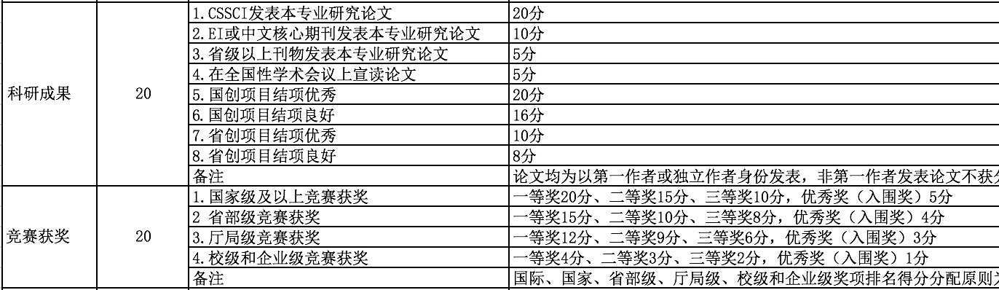 科研成果 20
1.CSSCI发表本专业研究论文 20分
2.EI或中文核心期刊发表本专业研究论文 10分
3.省级以上刊物发表本专业研究论文 5分
4.在全国性学术会议上宣读论文 5分
5.国创项目结项优秀 20分
6.国创项目结项良好 16分
7.省创项目结项优秀 10分
8.省创项目结项良好 8分
备注 论文均为以第一作者或独立作者身份发表，非第一作者发表论文不获分
竞赛获奖 20
1.国家级及以上竞赛获奖 一等奖20分、二等奖15分、三等奖10分，优秀奖（入围奖）5分
2 省部级竞赛获奖 一等奖15分、二等奖10分、三等奖8分，优秀奖（入围奖）4分
3.厅局级竞赛获奖 一等奖12分、二等奖9分、三等奖6分，优秀奖（入围奖）3分
4.校级和企业级竞赛获奖 一等奖4分、二等奖3分、三等奖2分，优秀奖（入围奖）1分
备注 国际、国家、省部级、厅局级、校级和企业级奖项排名得分分配原则为